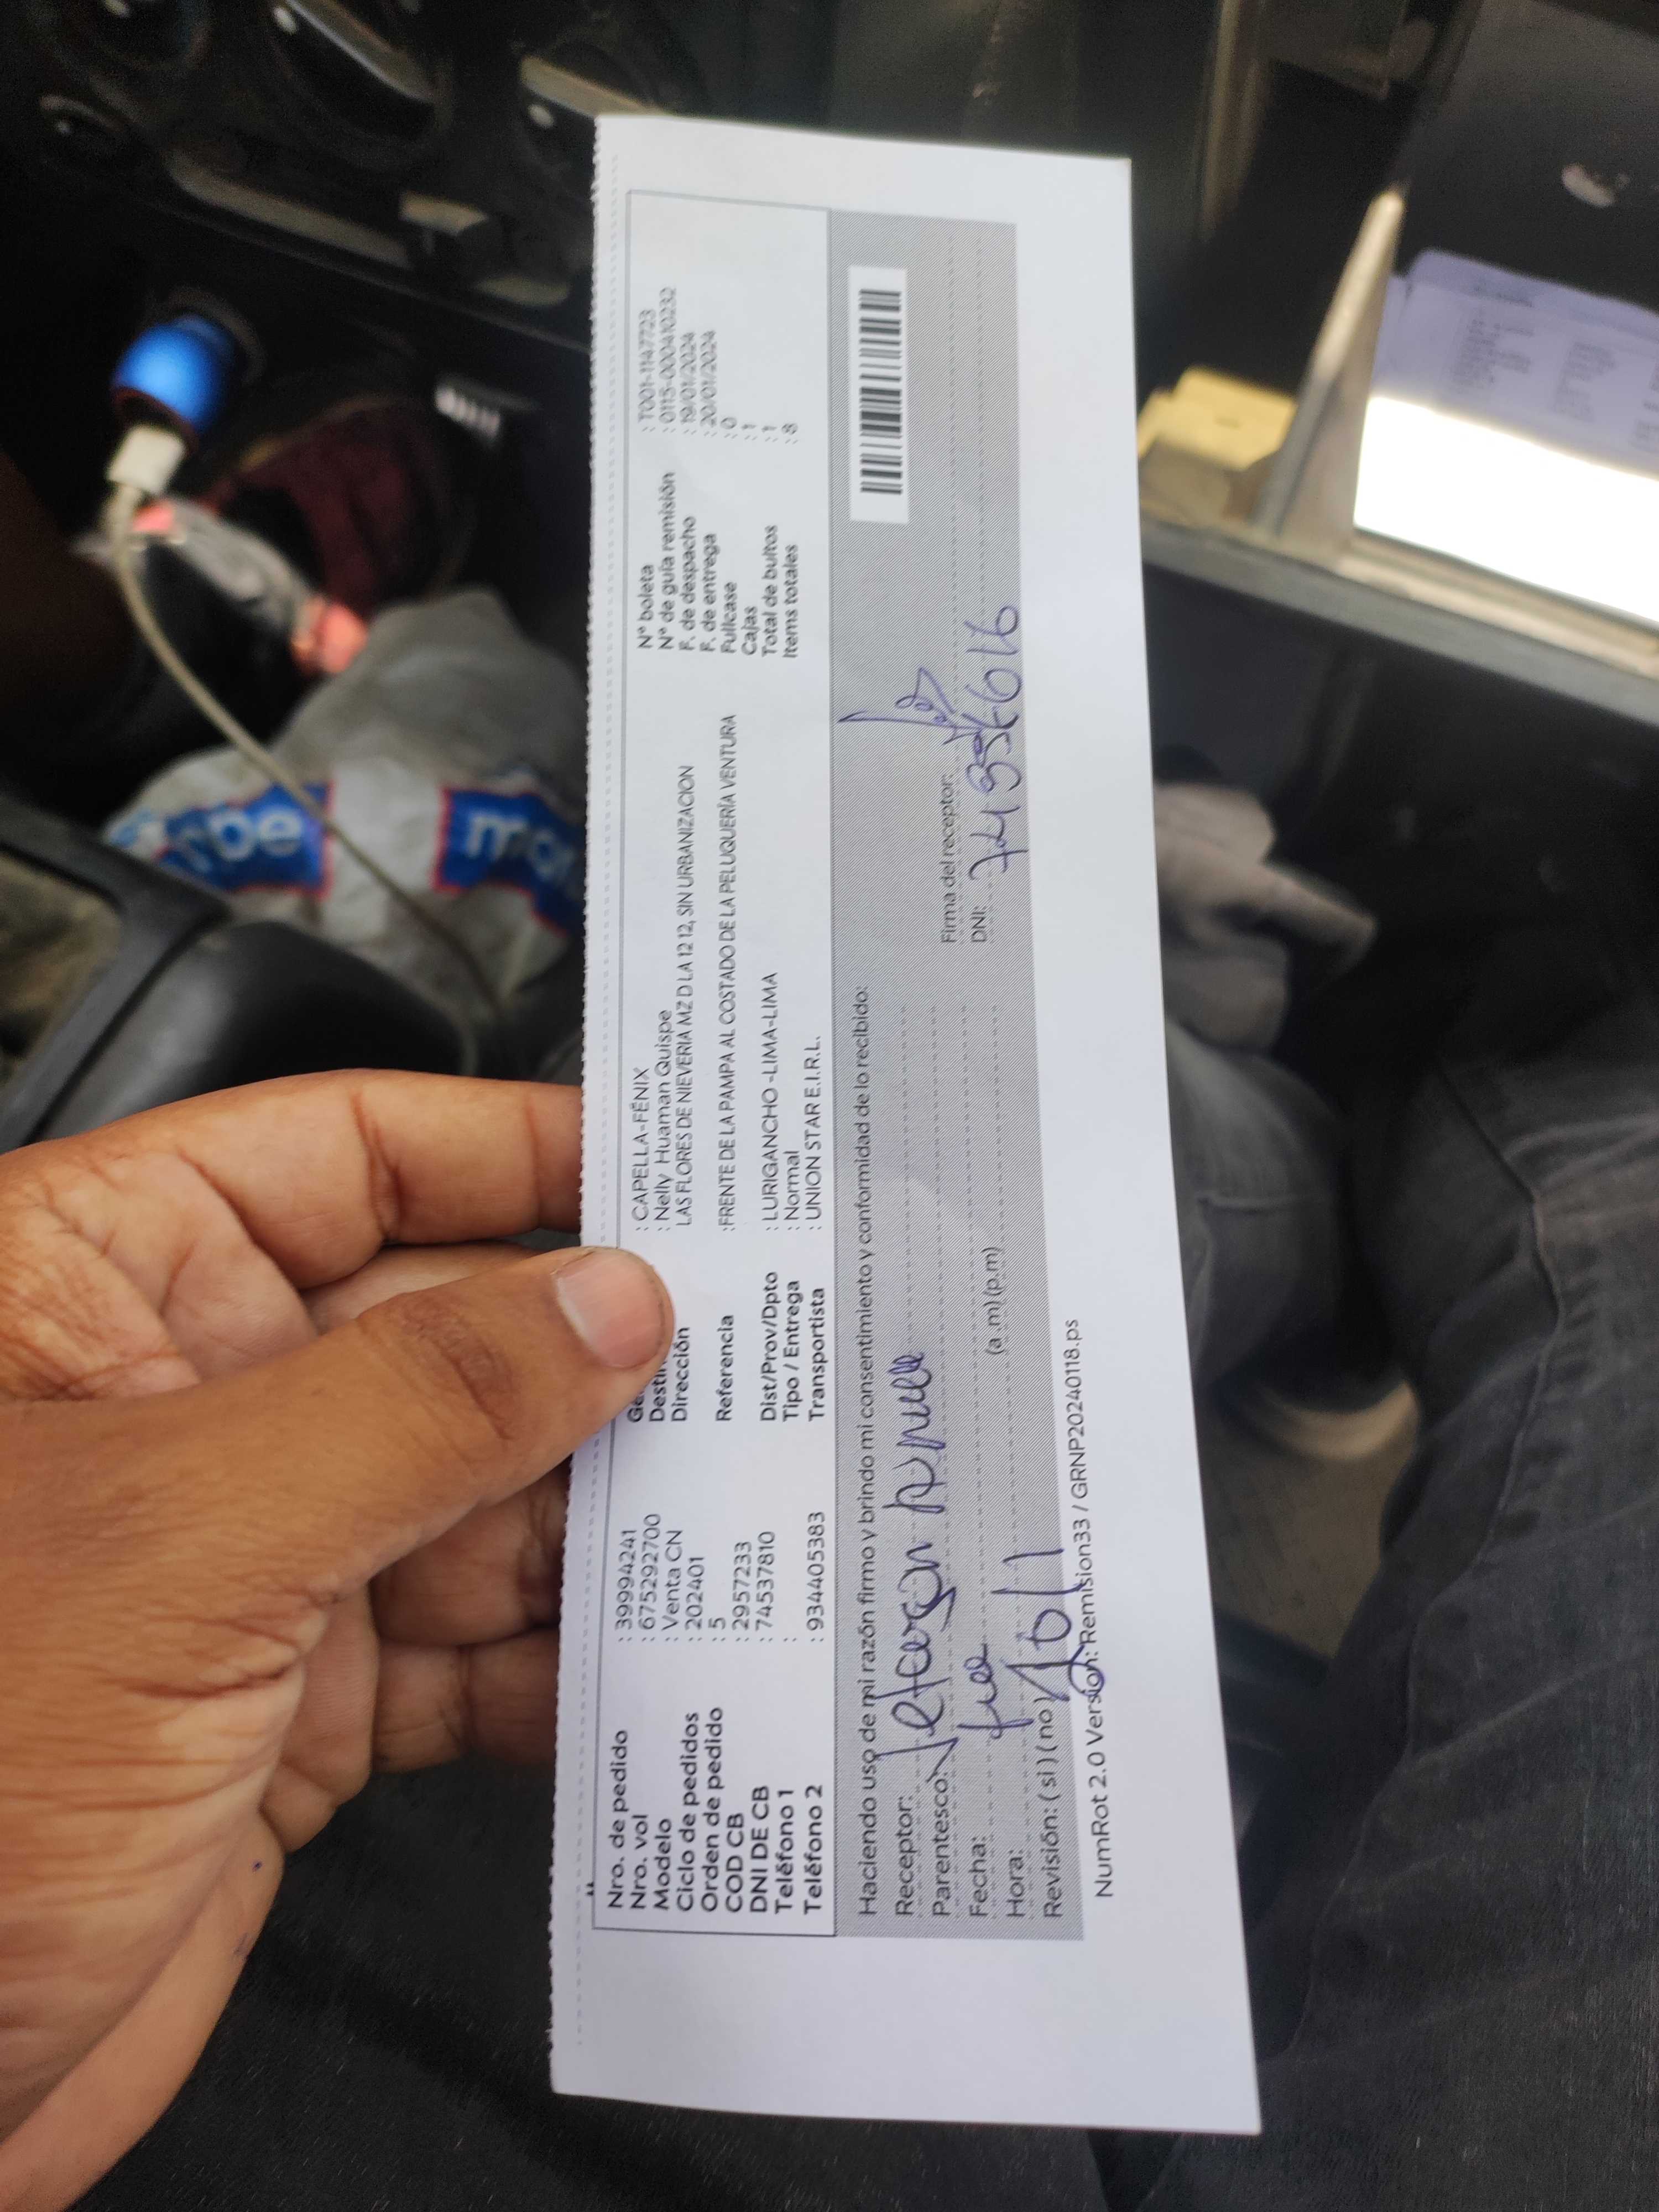 Nro. de pedido : 39994241
Nro. vol : 675292700
Modelo : Venta CN
Ciclo de pedidos : 202401
Orden de pedido : 5
COD CB : 2957233
DNI DE CB : 74537810
Teléfono 1 :
Teléfono 2 : 934405383
: CAPELLA-FÉNIX
: Nelly Huaman Quispe
Dirección LAS FLORES DE NIEVERIA MZ D LA 12 12, SIN URBANIZACION
Referencia :FRENTE DE LA PAMPA AL COSTADO DE LA PELUQUERÍA VENTURA
Dist/Prov/Dpto : LURIGANCHO -LIMA-LIMA
Tipo / Entrega : Normal
Transportista : UNION STAR E.I.R.L.
N° boleta : T001-1147723
N° de guía remisión : 0115-000410232
F. de despacho : 19/01/2024
F. de entrega : 20/01/2024
Fullcase : 0
Cajas : 1
Total de bultos : 1
Items totales : 8
Haciendo uso de mi razón firmo y brindo mi consentimiento y conformidad de lo recibido:
Receptor: Jeferson
Parentesco:
Fecha:
Hora: (a.m) (p.m)
Revisión: ( si ) ( no )
Firma del receptor:
DNI:
NumRot 2.0 Version: Remision33 / GRNP20240118.ps